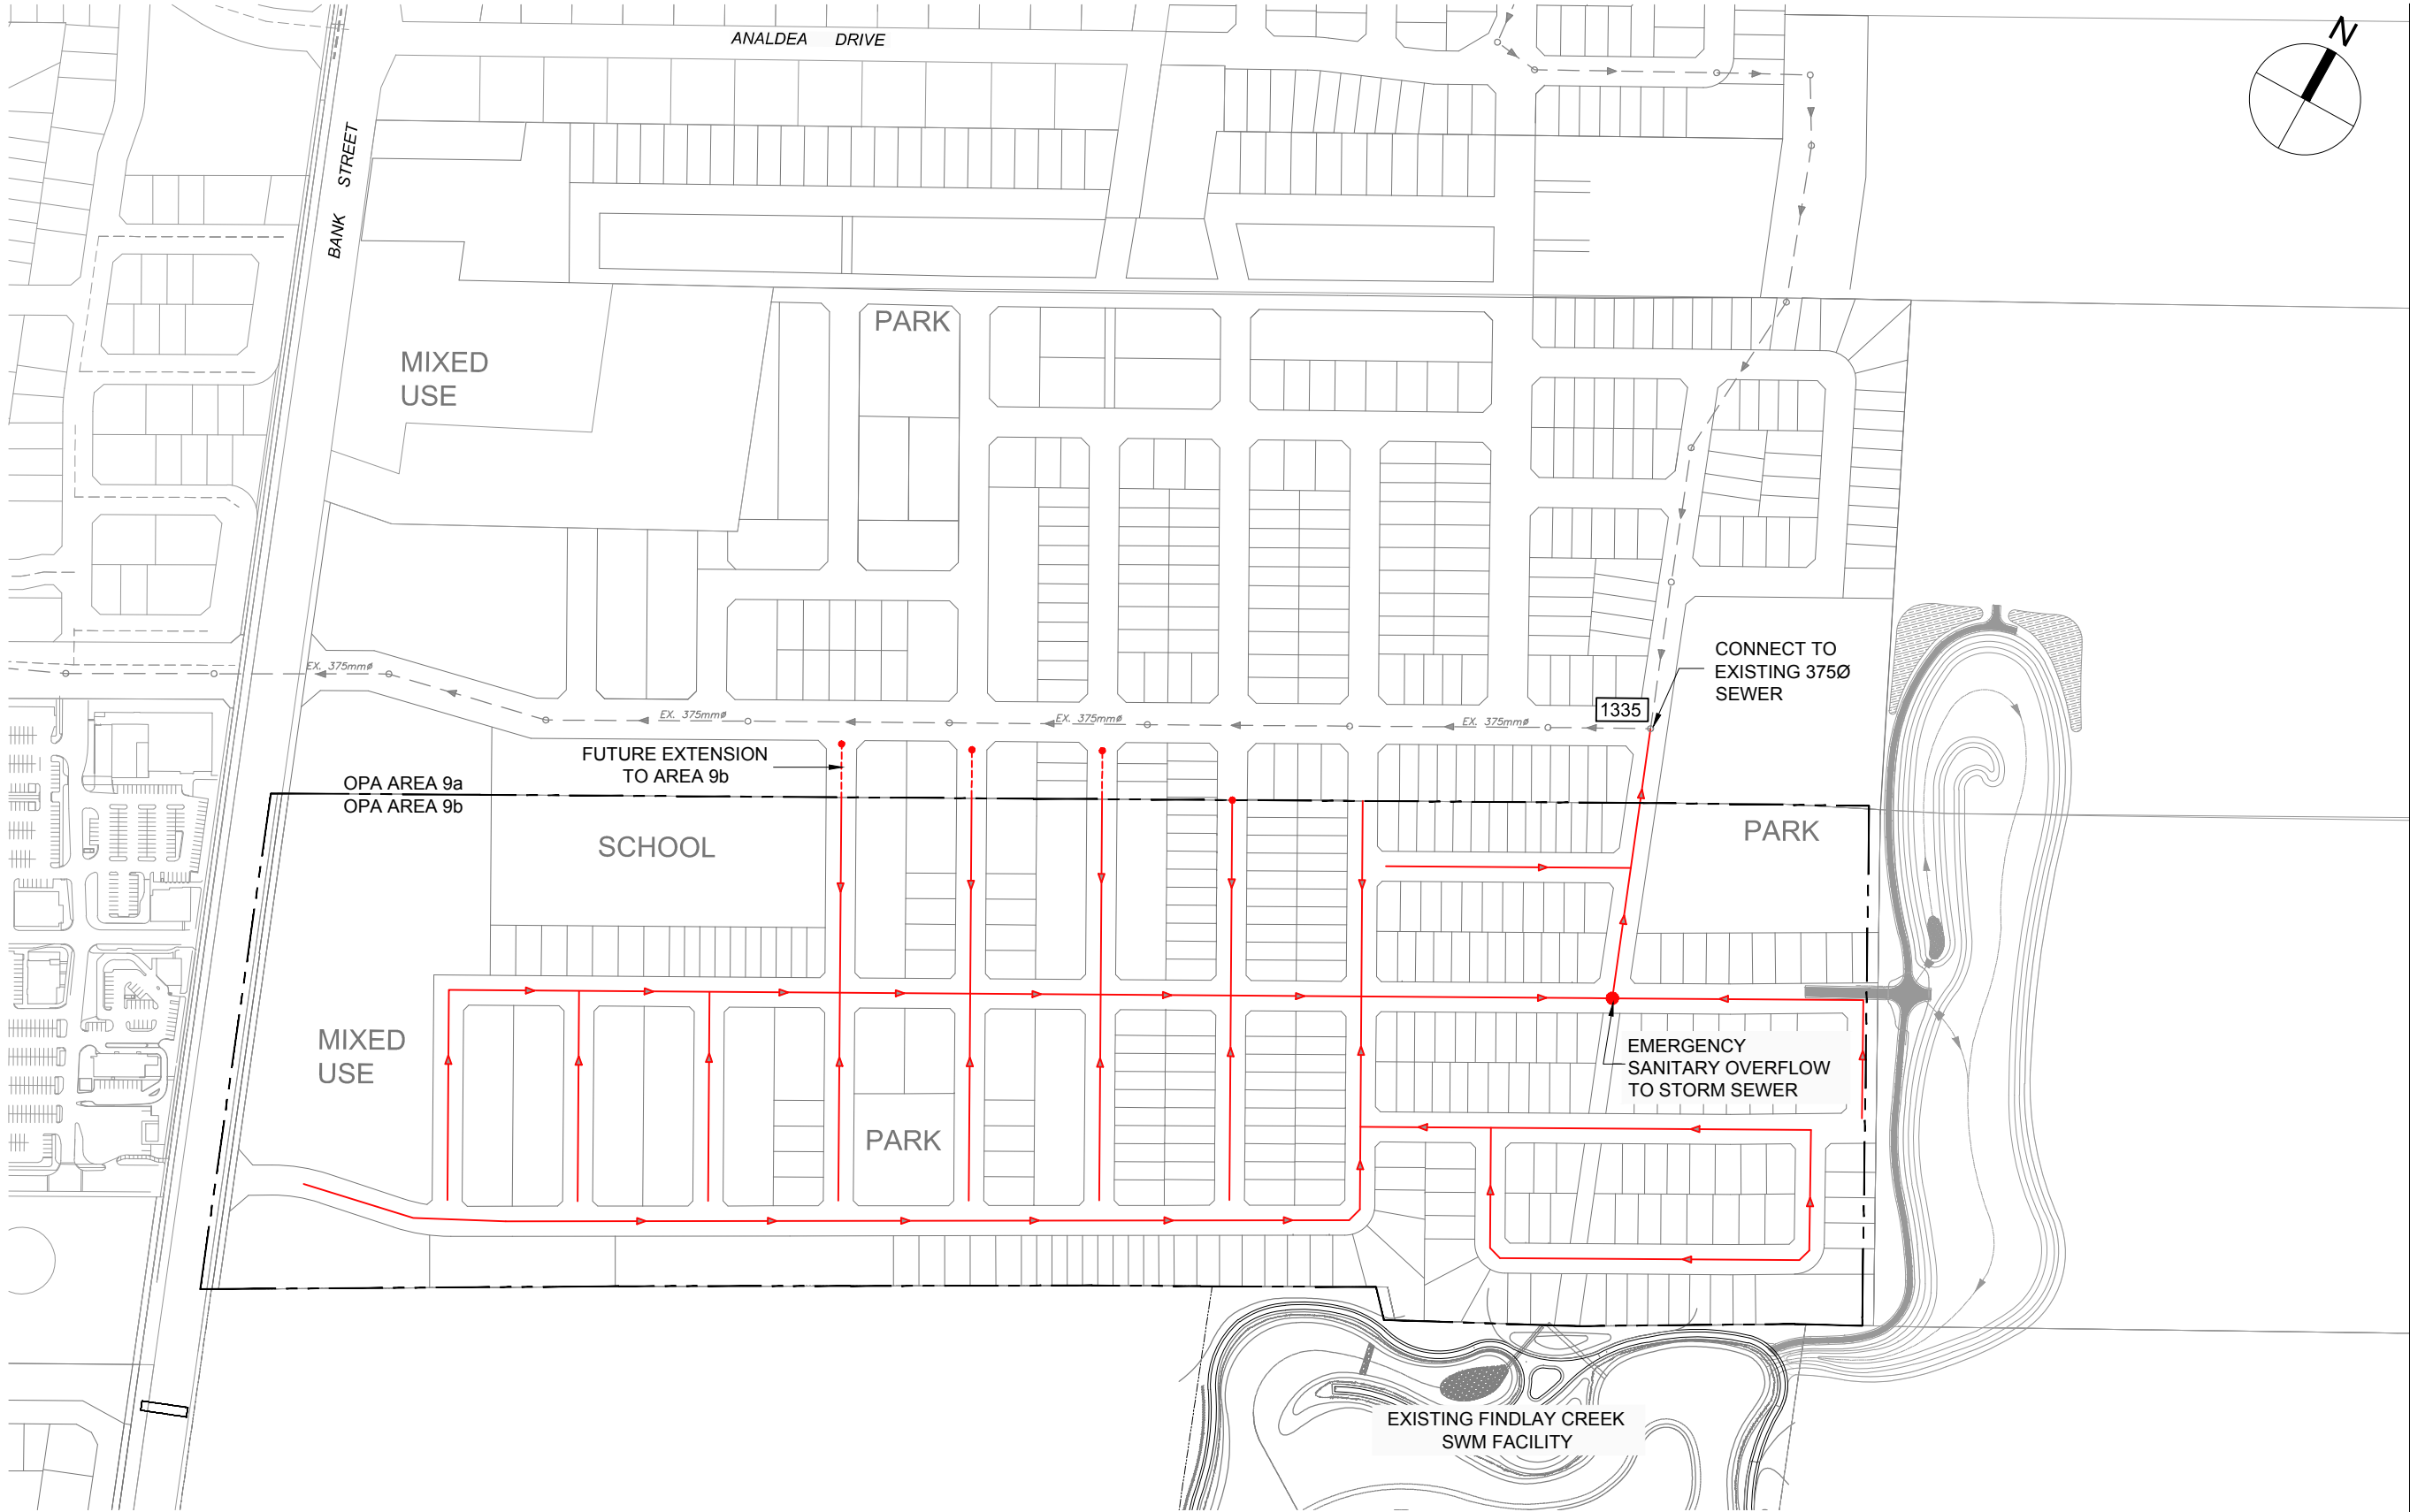 ANALDEA DRIVE
N
BANK STREET
PARK
MIXED
USE
CONNECT TO
EXISTING 375Ø
SEWER
EX. 375mmø
1335
EX. 375mmø
EX. 375mmø
EX. 375mmø
FUTURE EXTENSION
TO AREA 9b
OPA AREA 9a
OPA AREA 9b
SCHOOL
PARK
MIXED
USE
EMERGENCY
SANITARY OVERFLOW
TO STORM SEWER
PARK
EXISTING FINDLAY CREEK
SWM FACILITY